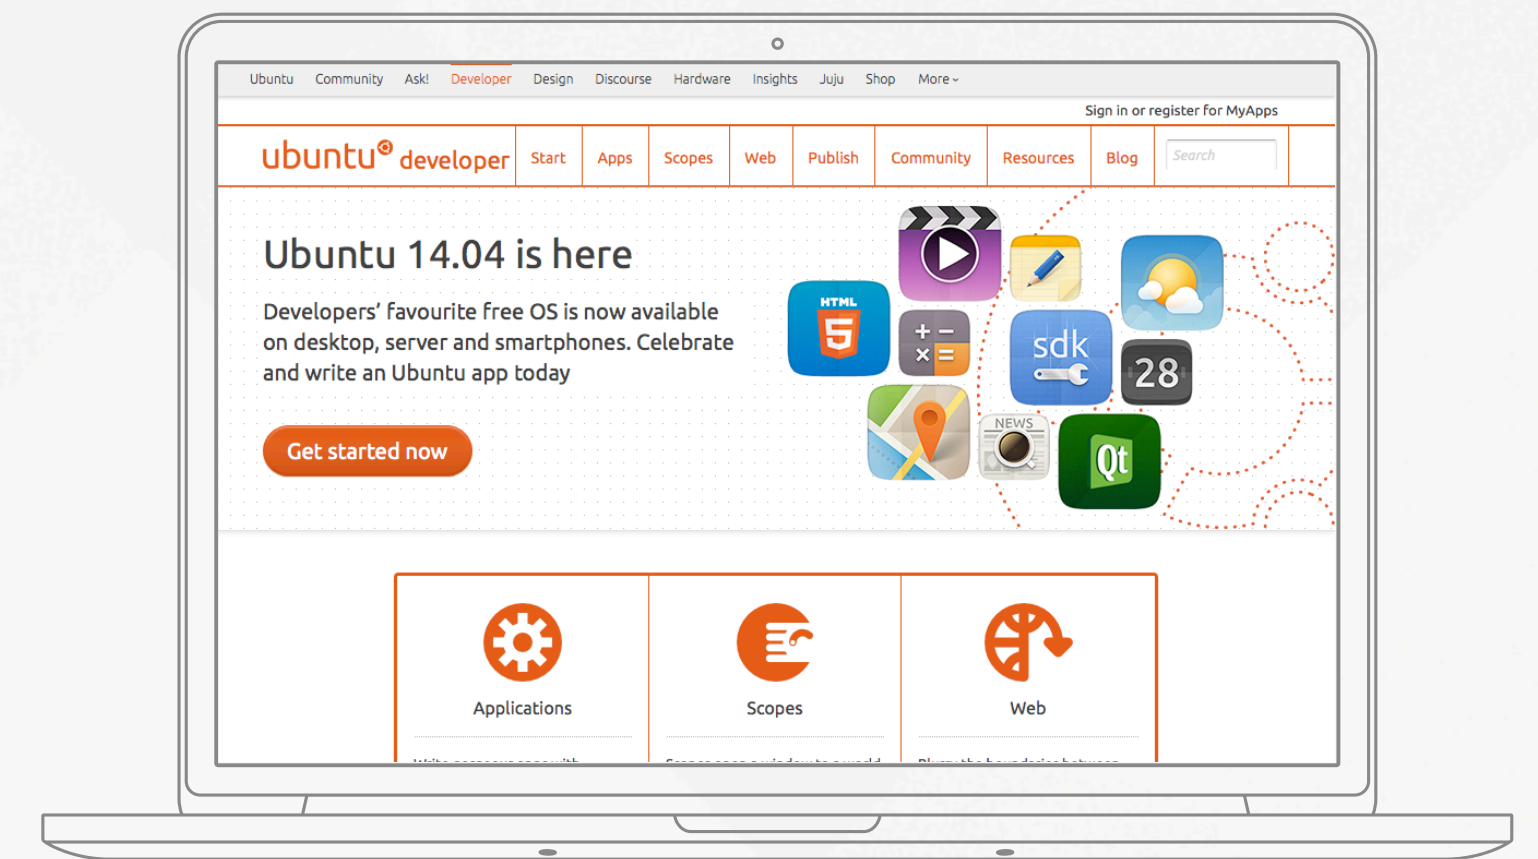 Ubuntu Community Ask! Developer Design Discourse Hardware Insights Juju Shop More
Sign in or register for MyApps
ubuntu developer Start Apps Scopes Web Publish Community Resources Blog Search
Ubuntu 14.04 is here
Developers’ favourite free OS is now available
on desktop, server and smartphones. Celebrate
and write an Ubuntu app today
Get started now
HTML
5
+ −
× =
sdk
28
NEWS
Qt
Applications Scopes Web